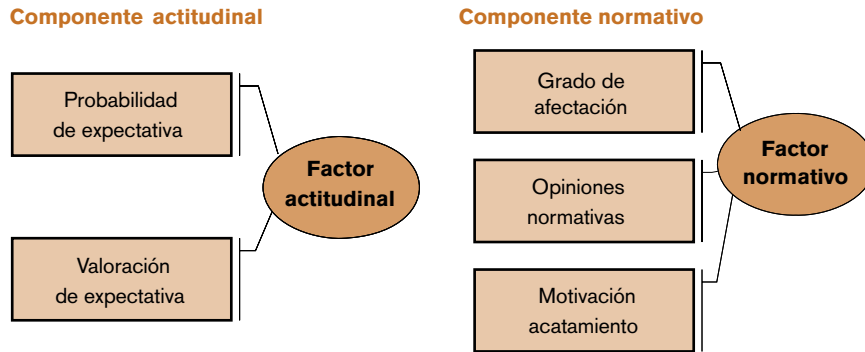 Componente actitudinal
Probabilidad
de expectativa
Factor
actitudinal
Valoración
de expectativa
Componente normativo
Grado de
afectación
Opiniones
normativas
Factor
normativo
Motivación
acatamiento